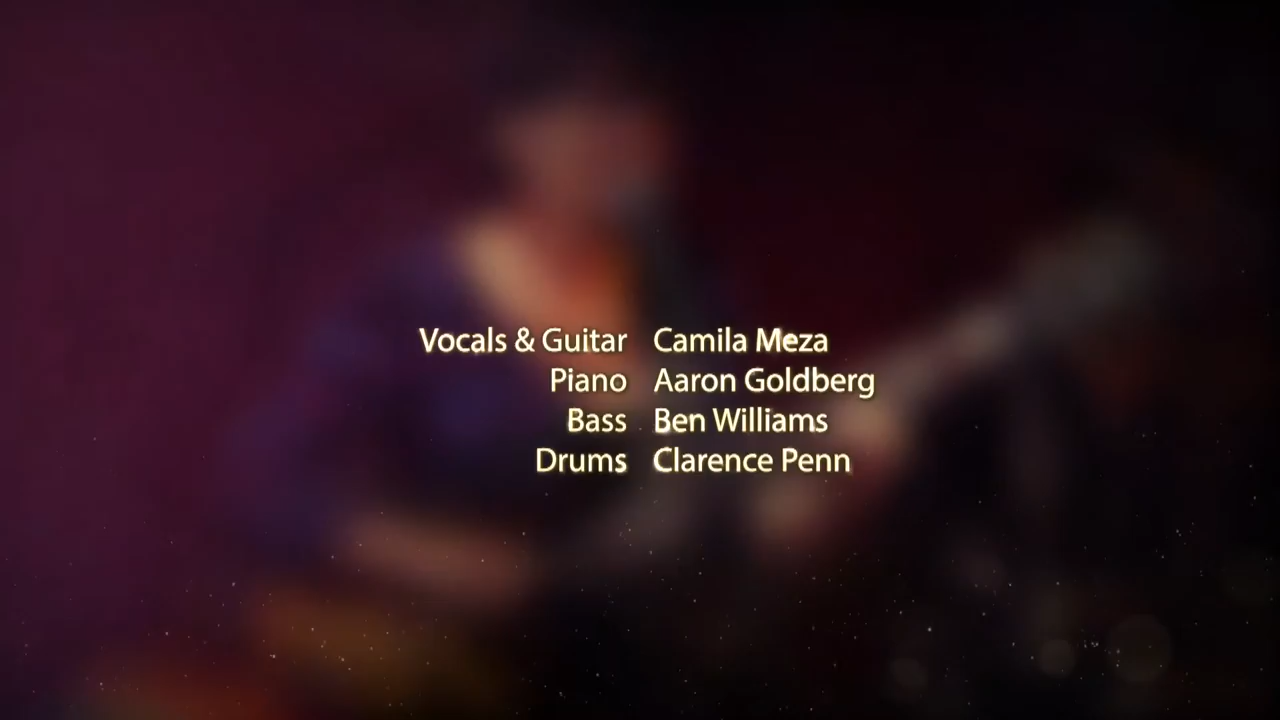 Vocals & Guitar Camila Meza
Piano Aaron Goldberg
Bass Ben Williams
Drums Clarence Penn